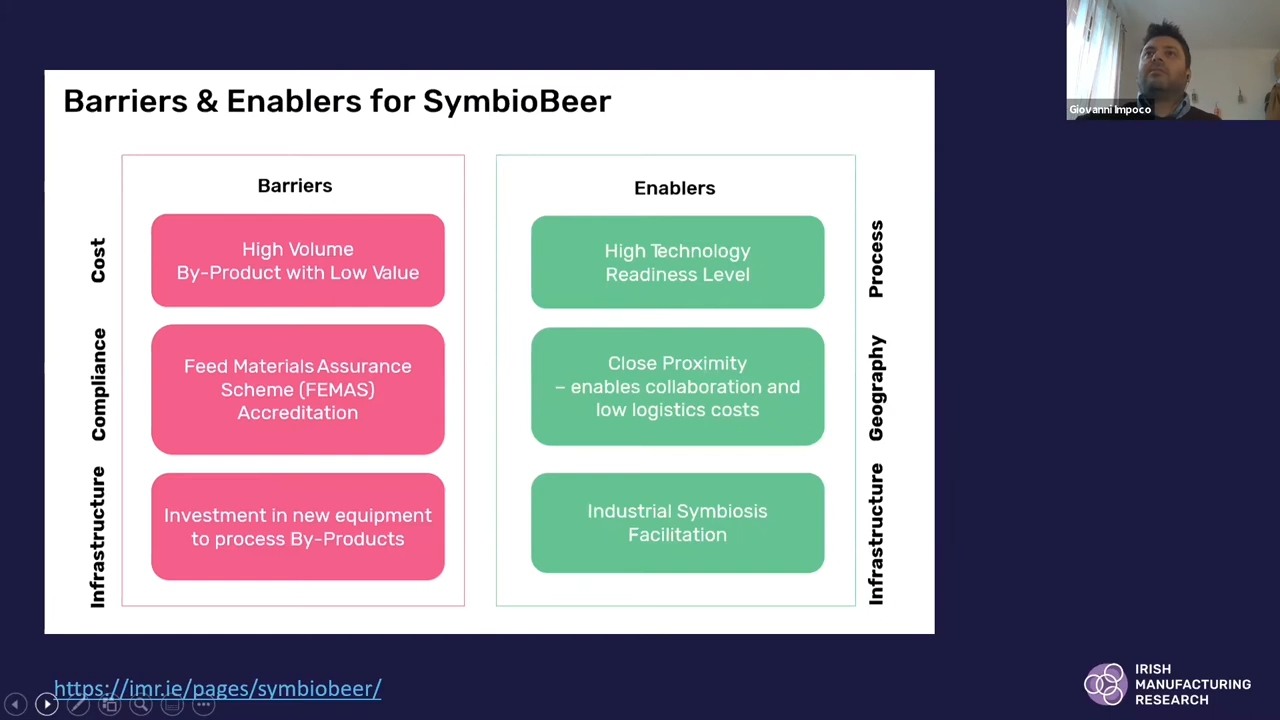 Giovanni Impoco
Barriers & Enablers for SymbioBeer
Barriers
Cost
High Volume
By-Product with Low Value
Compliance
Feed Materials Assurance
Scheme (FEMAS)
Accreditation
Infrastructure
Investment in new equipment
to process By-Products
Enablers
High Technology
Readiness Level
Process
Close Proximity
– enables collaboration and
low logistics costs
Geography
Industrial Symbiosis
Facilitation
Infrastructure
https://imr.ie/pages/symbiobeer/
IRISH
MANUFACTURING
RESEARCH